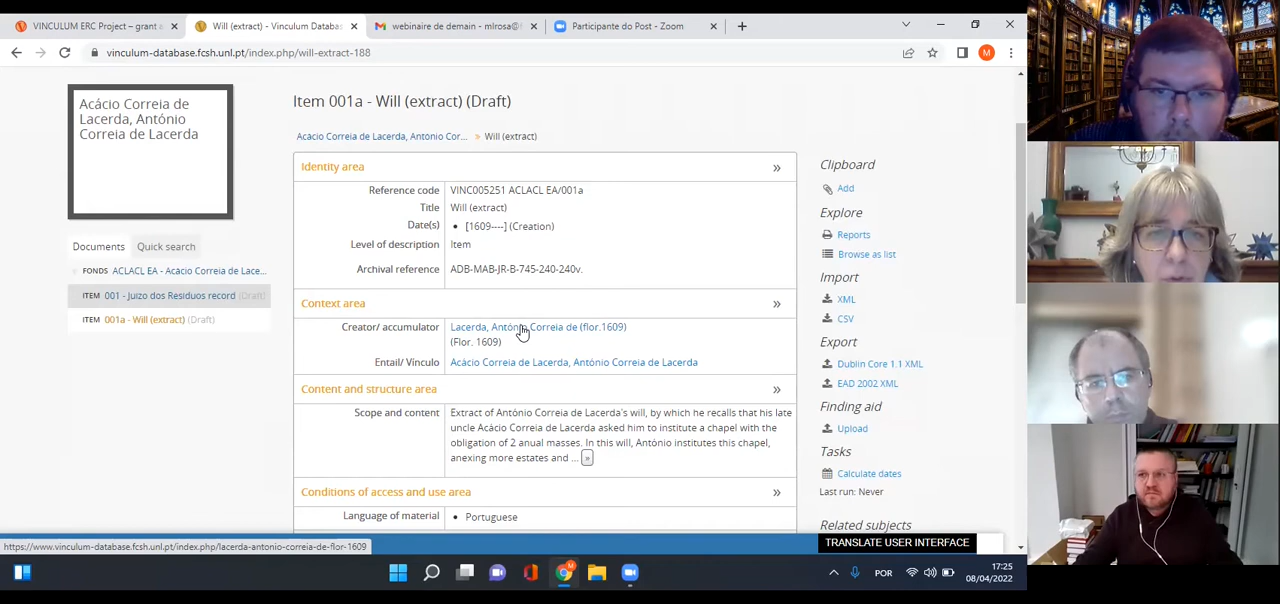 VINCULUM ERC Project – grant a
Will (extract) - Vinculum Databas
webinaire de demain - mlrosa@
Participante do Post - Zoom
vinculum-database.fcsh.unl.pt/index.php/will-extract-188
M
Acácio Correia de
Lacerda, António
Correia de Lacerda
Documents
Quick search
FONDS ACLACL EA - Acácio Correia de Lace...
ITEM 001 - Juizo dos Resíduos record (Draft)
ITEM 001a - Will (extract) (Draft)
Item 001a - Will (extract) (Draft)
Acácio Correia de Lacerda, António Cor... » Will (extract)
Identity area »
Reference code VINC005251 ACLACL EA/001a
Title Will (extract)
Date(s) • [1609----] (Creation)
Level of description Item
Archival reference ADB-MAB-JR-B-745-240-240v.
Context area »
Creator/ accumulator Lacerda, António Correia de (flor.1609)
(Flor. 1609)
Entail/ Vínculo Acácio Correia de Lacerda, António Correia de Lacerda
Content and structure area »
Scope and content Extract of António Correia de Lacerda's will, by which he recalls that his late
uncle Acácio Correia de Lacerda asked him to institute a chapel with the
obligation of 2 anual masses. In this will, António institutes this chapel,
anexing more estates and ... »
Conditions of access and use area »
Language of material • Portuguese
Clipboard
Add
Explore
Reports
Browse as list
Import
XML
CSV
Export
Dublin Core 1.1 XML
EAD 2002 XML
Finding aid
Upload
Tasks
Calculate dates
Last run: Never
Related subjects
TRANSLATE USER INTERFACE
https://www.vinculum-database.fcsh.unl.pt/index.php/lacerda-antonio-correia-de-flor-1609
POR
17:25
08/04/2022